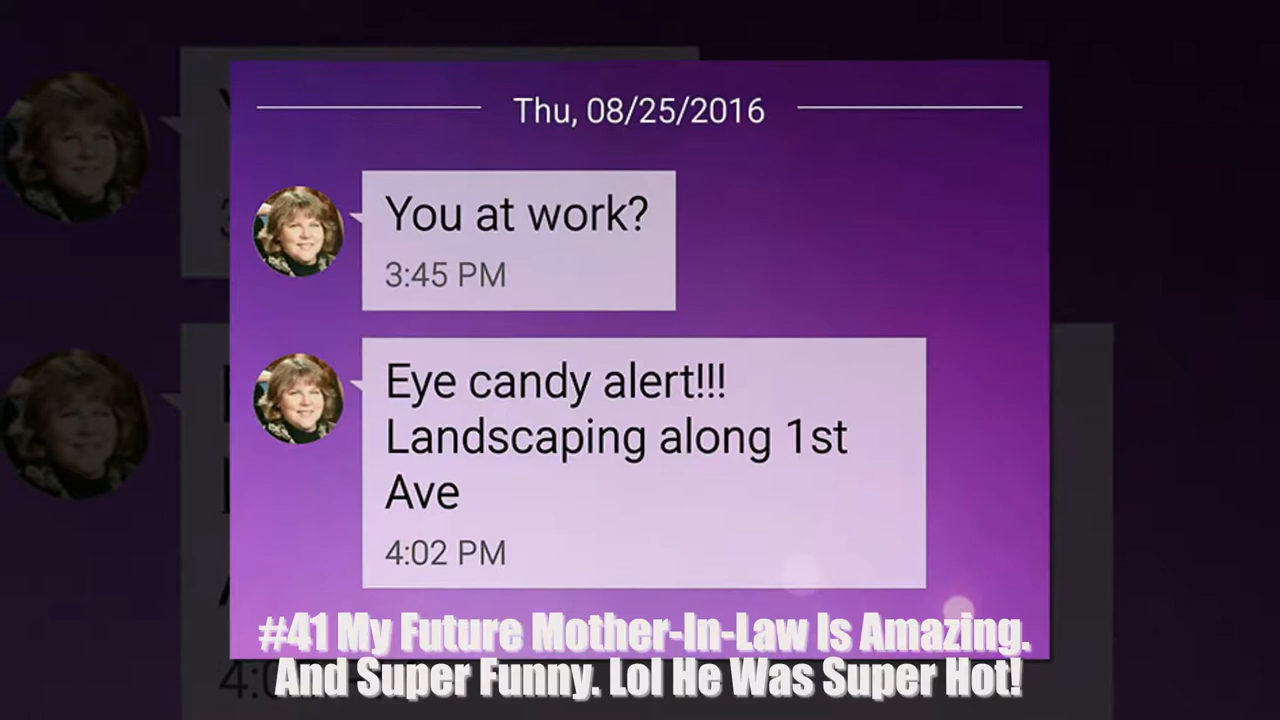 Thu, 08/25/2016
You at work?
3:45 PM
Eye candy alert!!!
Landscaping along 1st
Ave
4:02 PM
#41 My Future Mother-In-Law Is Amazing.
And Super Funny. Lol He Was Super Hot!